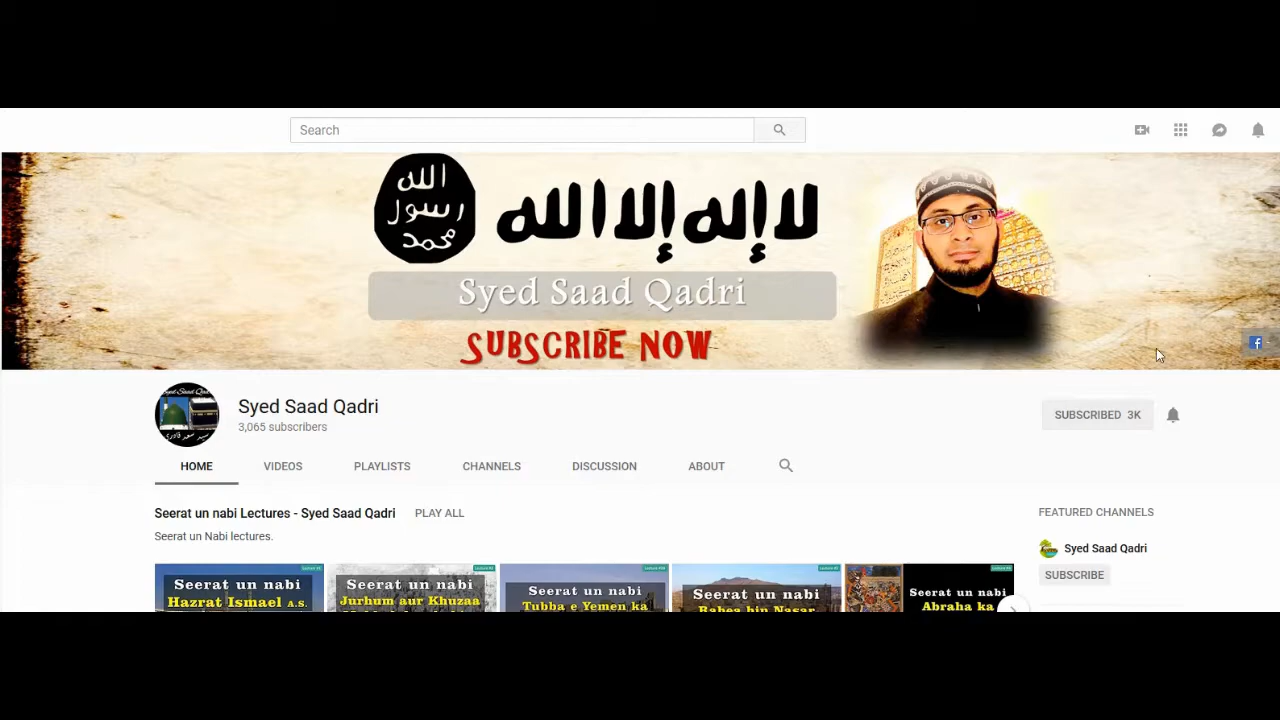 Search
الله
رسول
محمد
لا إله إلا الله
Syed Saad Qadri
SUBSCRIBE NOW
Syed Saad Qadri
3,065 subscribers
SUBSCRIBED 3K
HOME VIDEOS PLAYLISTS CHANNELS DISCUSSION ABOUT
Seerat un nabi Lectures - Syed Saad Qadri PLAY ALL
Seerat un Nabi lectures.
FEATURED CHANNELS
Syed Saad Qadri
SUBSCRIBE
Seerat un nabi
Hazrat Ismael A.S.
Seerat un nabi
Jurhum aur Khuzaa
Seerat un nabi
Tubba e Yemen ka
Seerat un nabi
Rabea bin Nasar
Seerat un nabi
Abraha ka